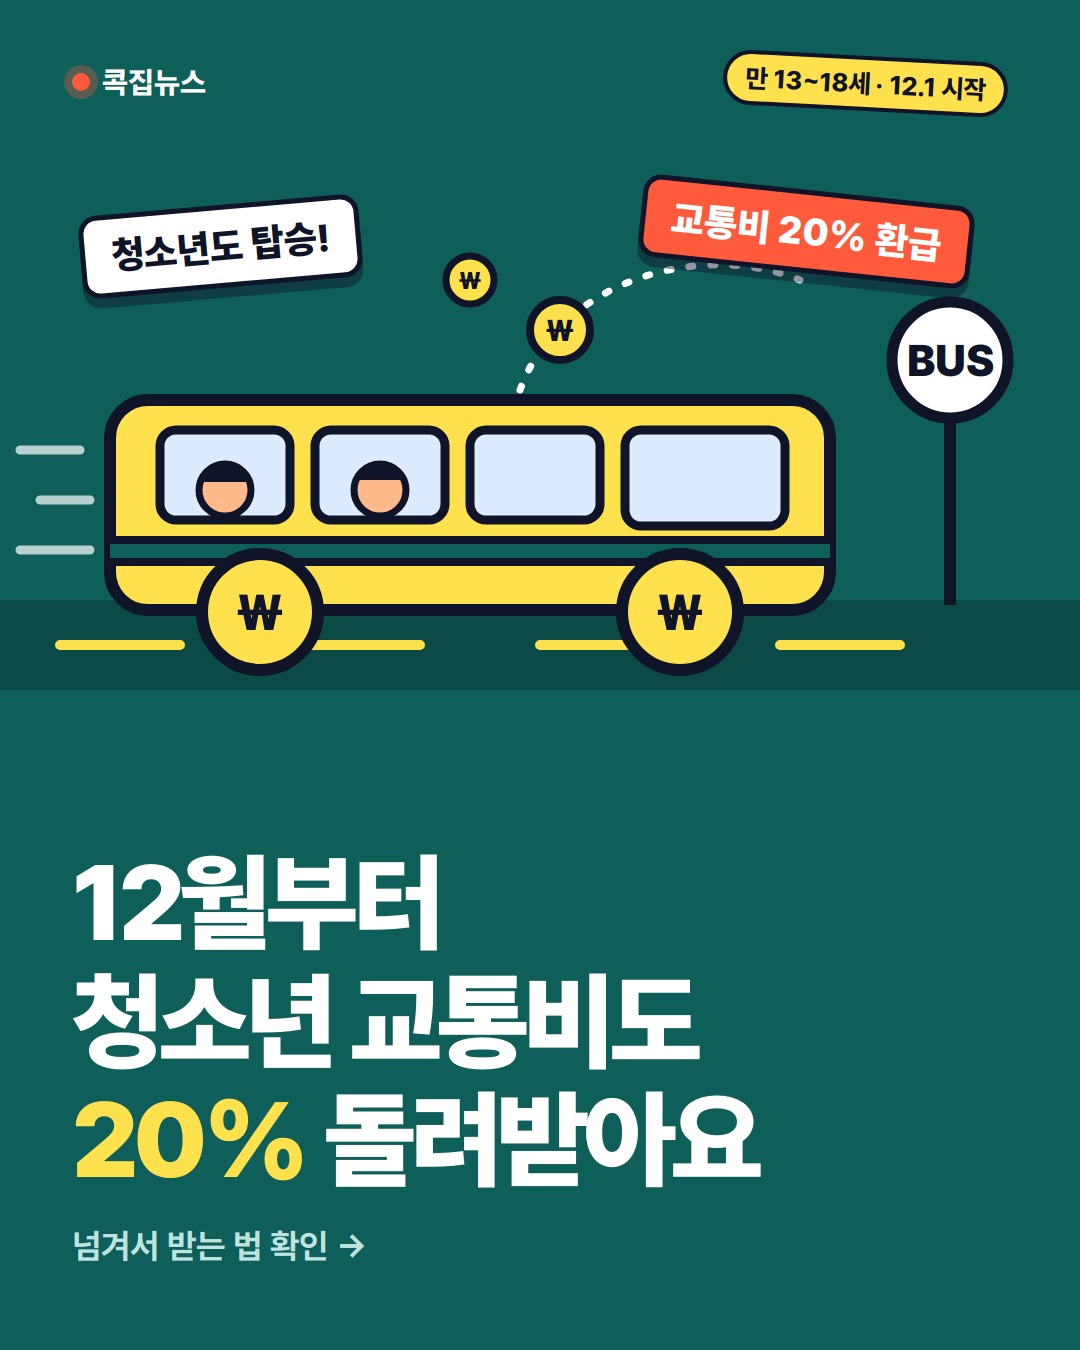 콕집뉴스
만 13~18세 · 12.1 시작
청소년도 탑승!
교통비 20% 환급
₩
₩
BUS
₩
₩
12월부터
청소년 교통비도
20% 돌려받아요
넘겨서 받는 법 확인 →